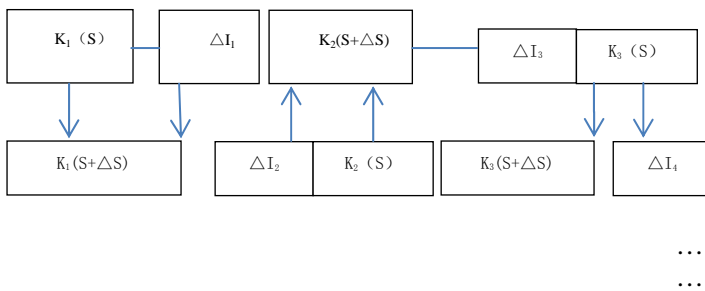 K₁（S） △I₁ K₂(S+△S) △I₃ K₃（S）
K₁(S+△S) △I₂ K₂（S） K₃(S+△S) △I₄
…
…